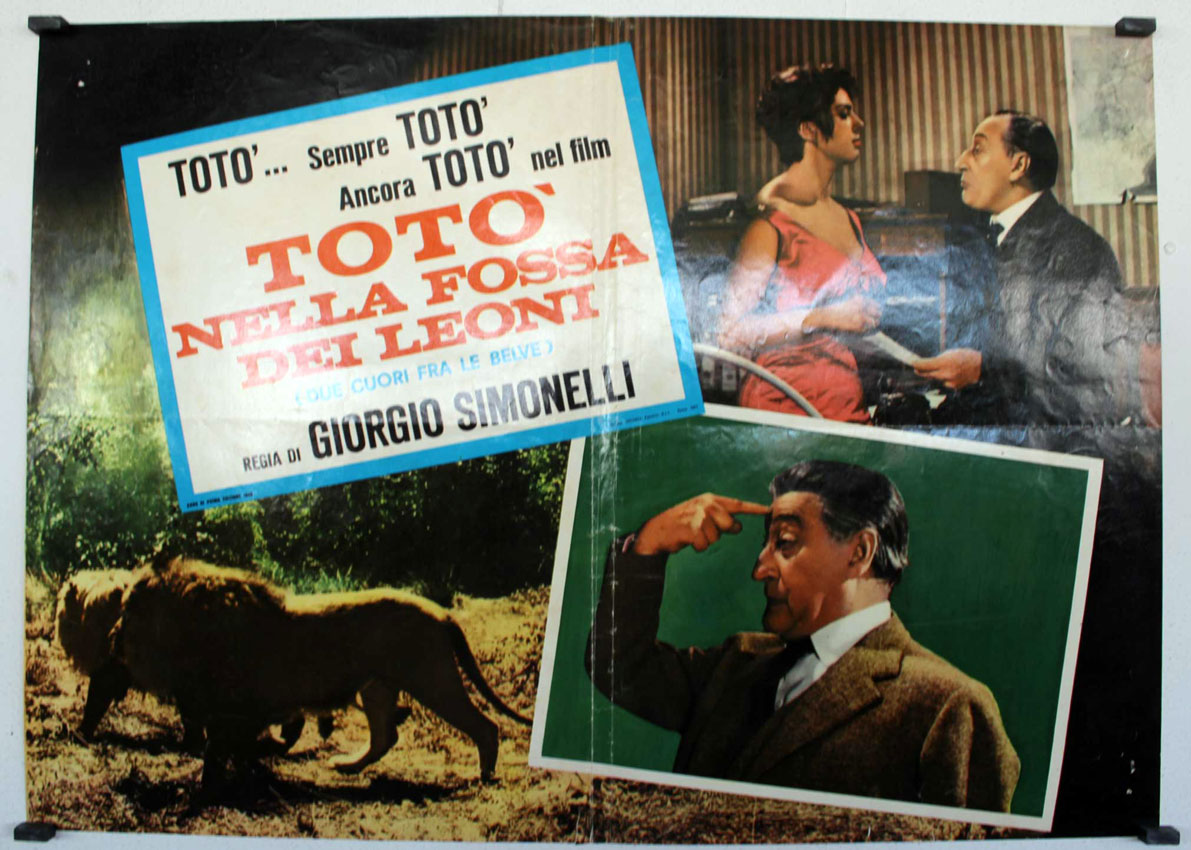 TOTO'... Sempre TOTO'
Ancora TOTO' nel film
TOTO'
NELLA FOSSA
DEI LEONI
(DUE CUORI FRA LE BELVE)
REGIA DI GIORGIO SIMONELLI